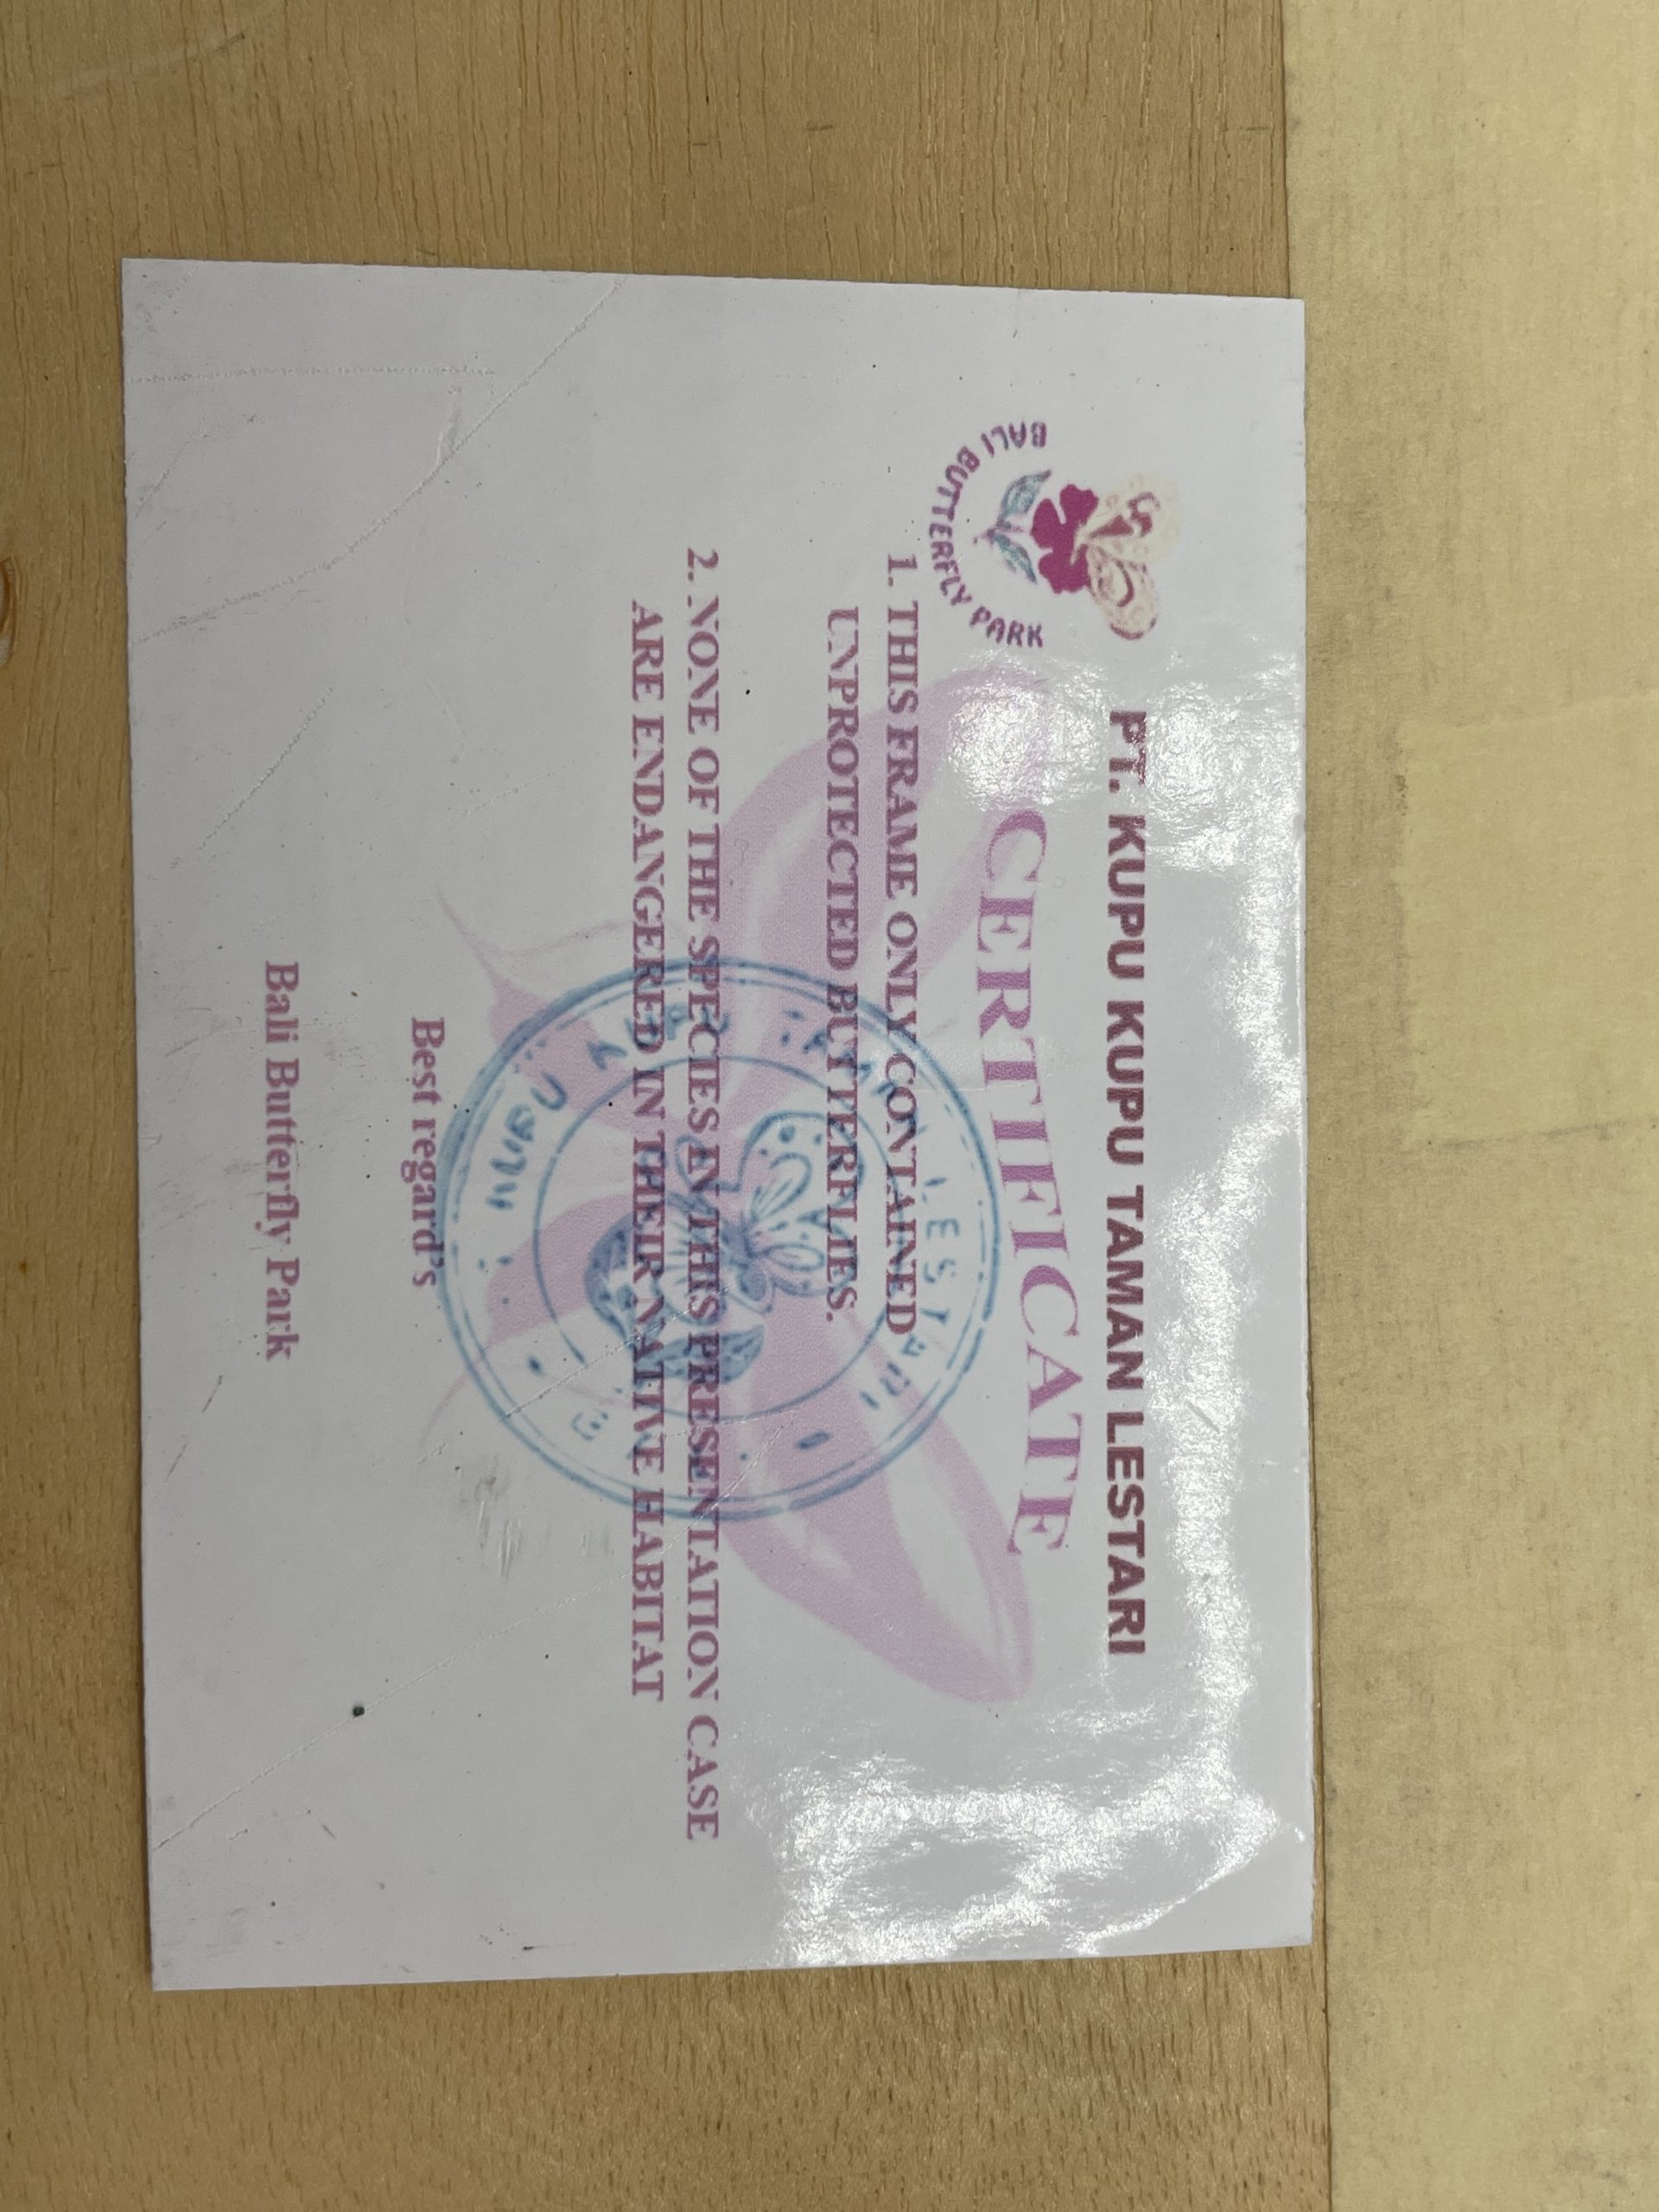 BALI BUTTERFLY PARK
PT. KUPU KUPU TAMAN LESTARI
CERTIFICATE
1. THIS FRAME ONLY CONTAINED
UNPROTECTED BUTTERFLIES.
2. NONE OF THE SPECIES IN THIS PRESENTATION CASE
ARE ENDANGERED IN THEIR NATIVE HABITAT
LESTARI
Best regard's
Bali Butterfly Park